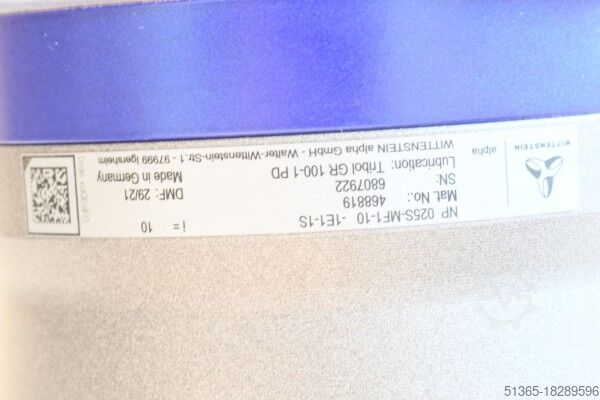 WITTENSTEIN
alpha
NP 025S-MF1-10 -1E1-1S
i= 10
Mat. No.: 468819
SN: 6807922
DMF: 29/21
Lubrication: Tribol GR 100-1 PD
Made in Germany
WITTENSTEIN alpha GmbH - Walter-Wittenstein-Str.1 - 97999 Igersheim
51365-18289596